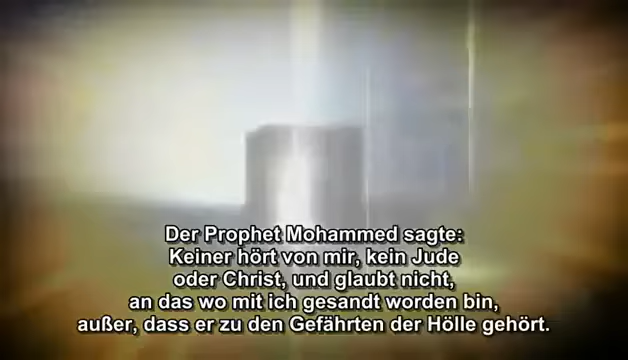 Der Prophet Mohammed sagte:
Keiner hört von mir, kein Jude
oder Christ, und glaubt nicht,
an das wo mit ich gesandt worden bin,
außer, dass er zu den Gefährten der Hölle gehört.